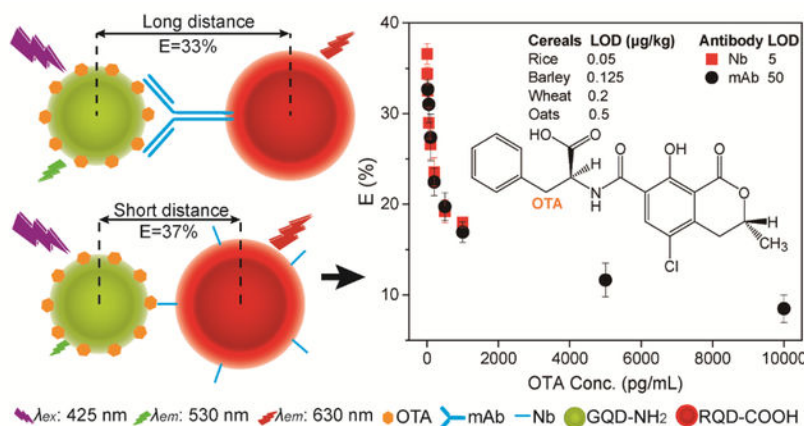 Long distance
E=33%
Short distance
E=37%
Cereals LOD (µg/kg)
Rice 0.05
Barley 0.125
Wheat 0.2
Oats 0.5
Antibody LOD
Nb 5
mAb 50
HO
O
H
N
H
O
OH
O
O
H
CH3
Cl
OTA
E (%)
40
30
20
10
0 2000 4000 6000 8000 10000
OTA Conc. (pg/mL)
λex: 425 nm λem: 530 nm λem: 630 nm OTA mAb Nb GQD-NH2 RQD-COOH